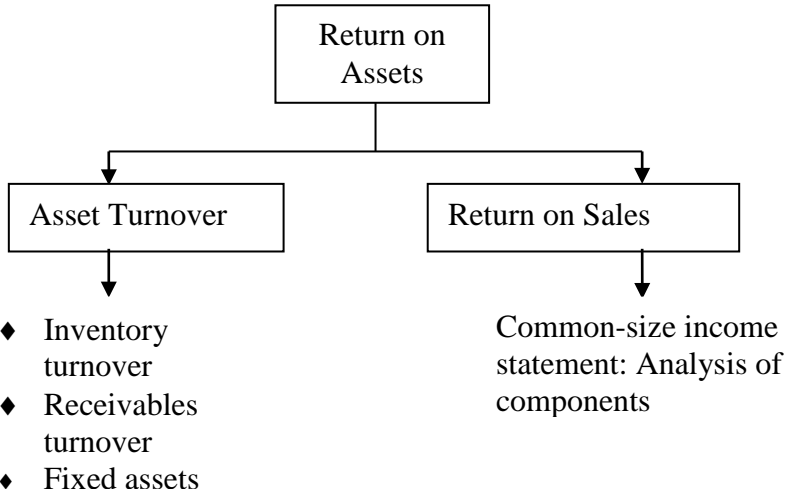 Return on
Assets
Asset Turnover
Return on Sales
♦ Inventory
turnover
♦ Receivables
turnover
♦ Fixed assets
Common-size income
statement: Analysis of
components